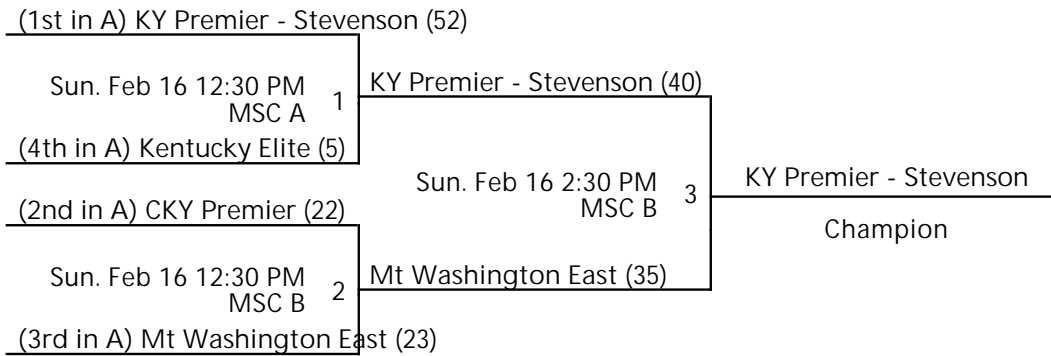 (1st in A) KY Premier - Stevenson (52)
Sun. Feb 16 12:30 PM
MSC A
1
KY Premier - Stevenson (40)
(4th in A) Kentucky Elite (5)
Sun. Feb 16 2:30 PM
MSC B
3
KY Premier - Stevenson
Champion
(2nd in A) CKY Premier (22)
Sun. Feb 16 12:30 PM
MSC B
2
Mt Washington East (35)
(3rd in A) Mt Washington East (23)